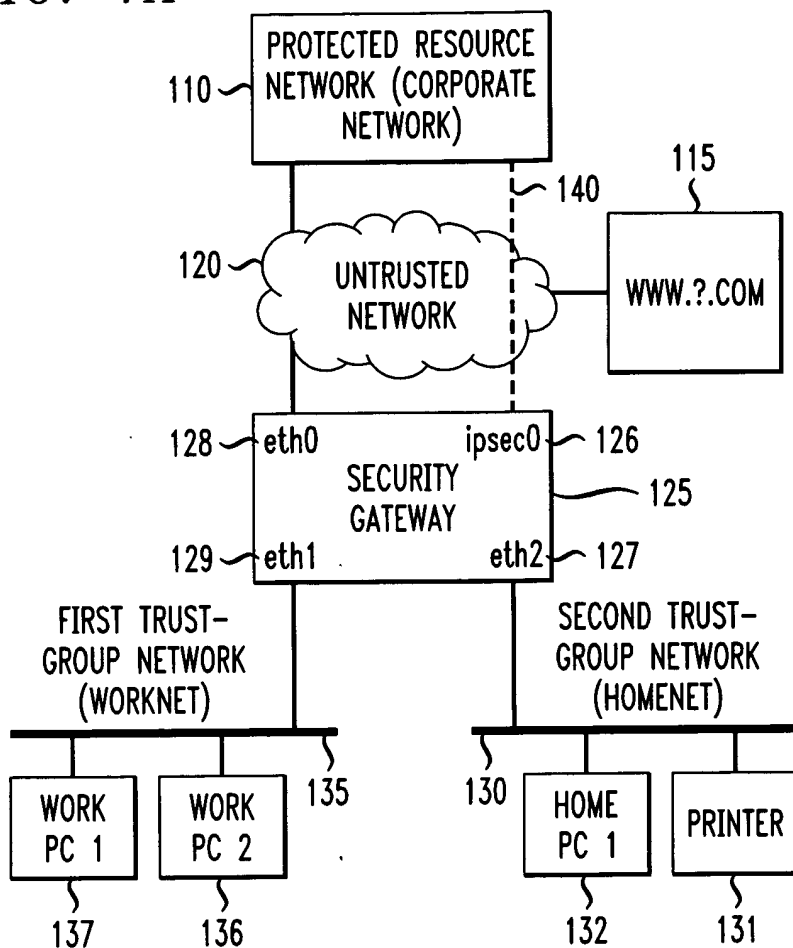 PROTECTED RESOURCE
NETWORK (CORPORATE
NETWORK)
110
140
115
120
UNTRUSTED
NETWORK
WWW.?.COM
128
eth0
ipsec0
126
SECURITY
GATEWAY
125
129
eth1
eth2
127
FIRST TRUST-
GROUP NETWORK
(WORKNET)
SECOND TRUST-
GROUP NETWORK
(HOMENET)
135
130
WORK
PC 1
WORK
PC 2
HOME
PC 1
PRINTER
137
136
132
131